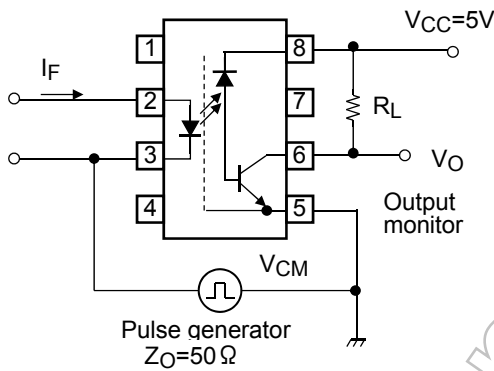 VCC=5V
1
8
IF
2
7
RL
3
6
VO
4
5
Output
monitor
VCM
Pulse generator
ZO=50Ω